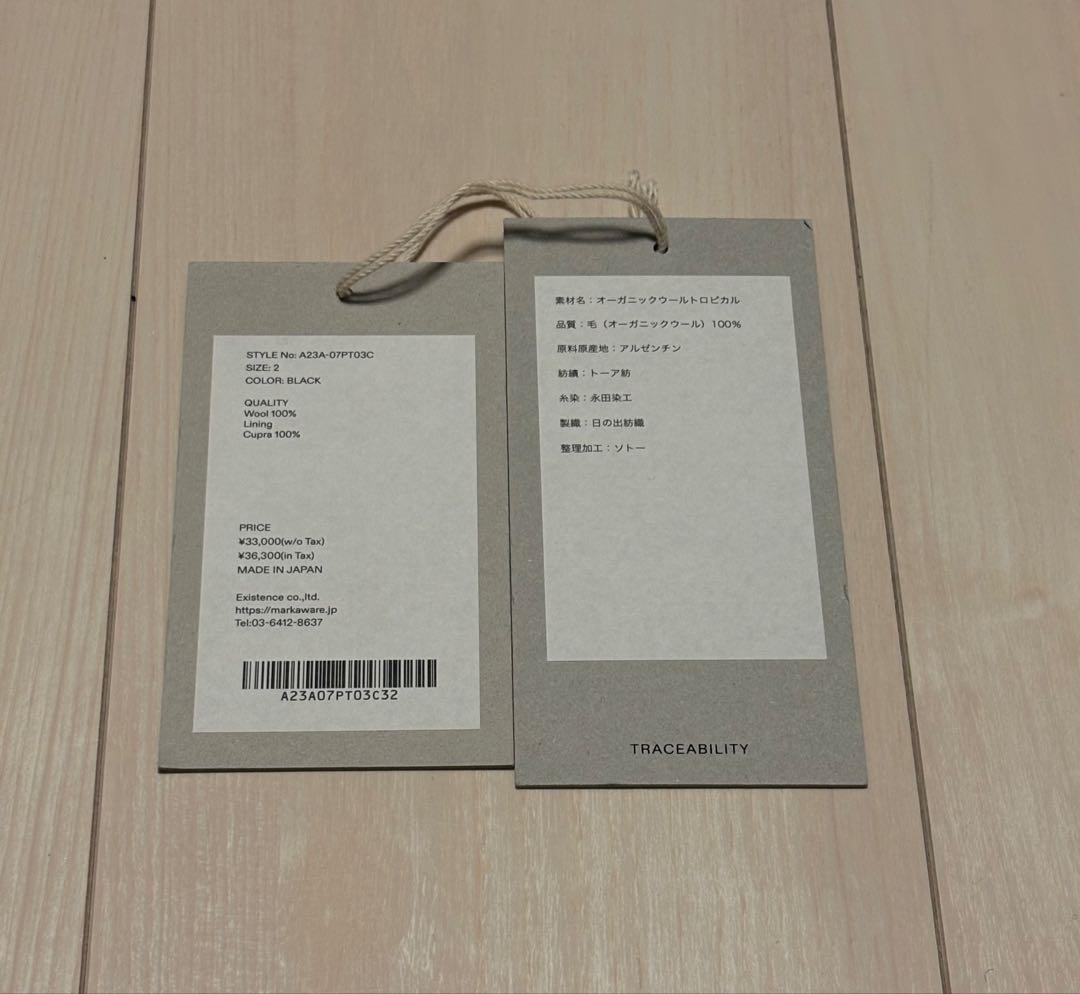 STYLE No: A23A-07PT03C
SIZE: 2
COLOR: BLACK
QUALITY
Wool 100%
Lining
Cupra 100%
PRICE
¥33,000(w/o Tax)
¥36,300(in Tax)
MADE IN JAPAN
Existence co.,ltd.
https://markaware.jp
Tel:03-6412-8637
A23A07PT03C32
素材名：オーガニックウールトロピカル
品質：毛（オーガニックウール）100%
原料原産地：アルゼンチン
紡績：トーア紡
糸染：永田染工
製織：日の出紡織
整理加工：ソトー
TRACEABILITY